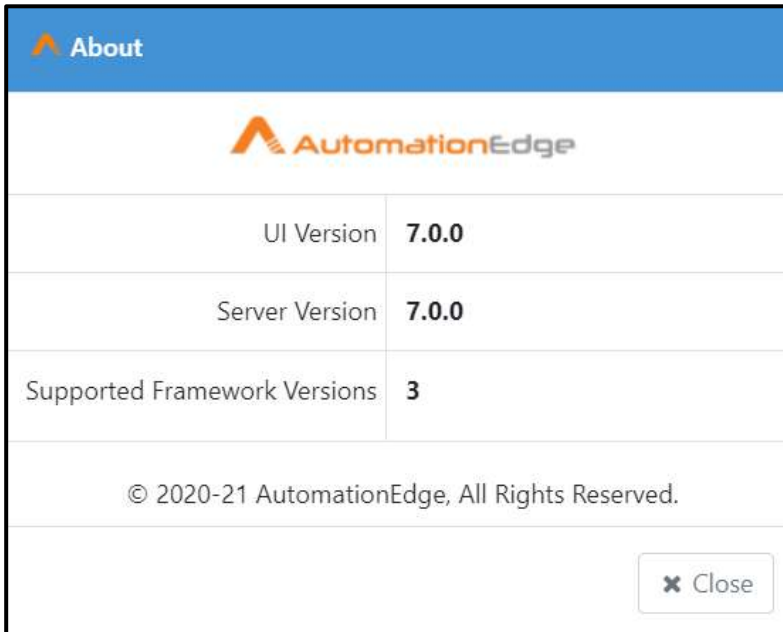 About
AutomationEdge
UI Version 7.0.0
Server Version 7.0.0
Supported Framework Versions 3
© 2020-21 AutomationEdge, All Rights Reserved.
✖ Close